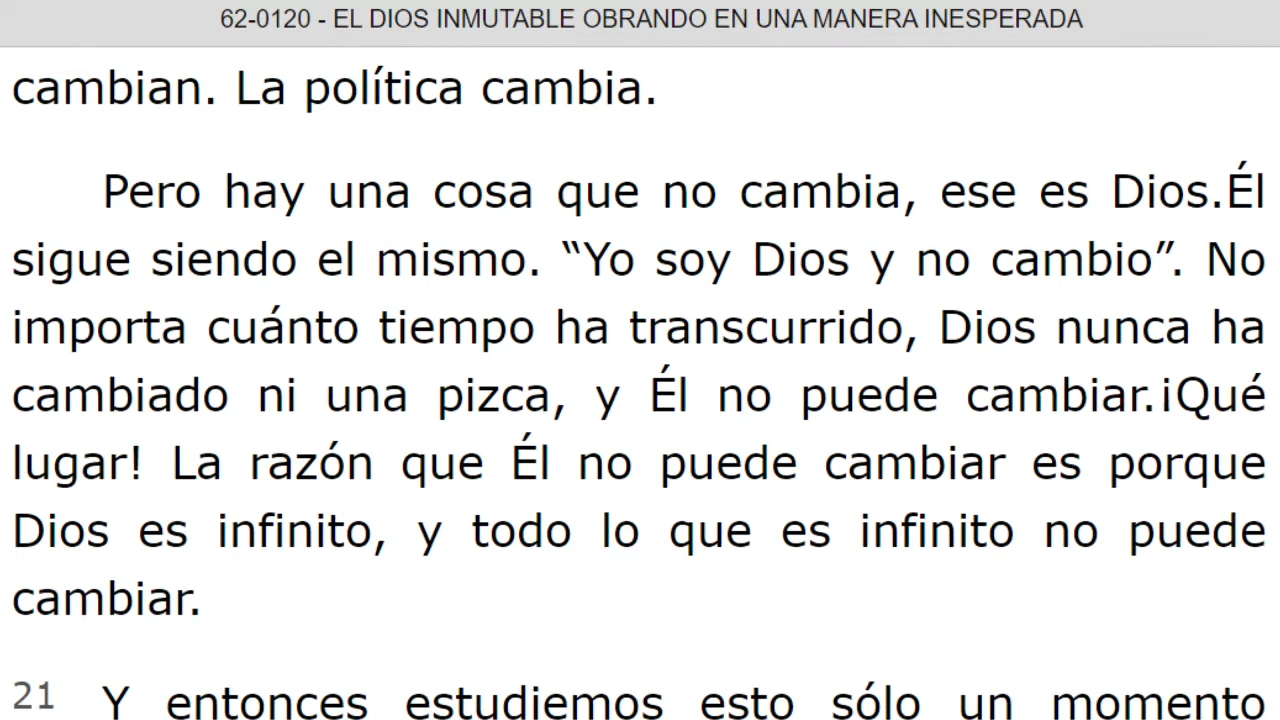 62-0120 - EL DIOS INMUTABLE OBRANDO EN UNA MANERA INESPERADA
cambian. La política cambia.
Pero hay una cosa que no cambia, ese es Dios.Él
sigue siendo el mismo. “Yo soy Dios y no cambio”. No
importa cuánto tiempo ha transcurrido, Dios nunca ha
cambiado ni una pizca, y Él no puede cambiar.¡Qué
lugar! La razón que Él no puede cambiar es porque
Dios es infinito, y todo lo que es infinito no puede
cambiar.
21 Y entonces estudiemos esto sólo un momento